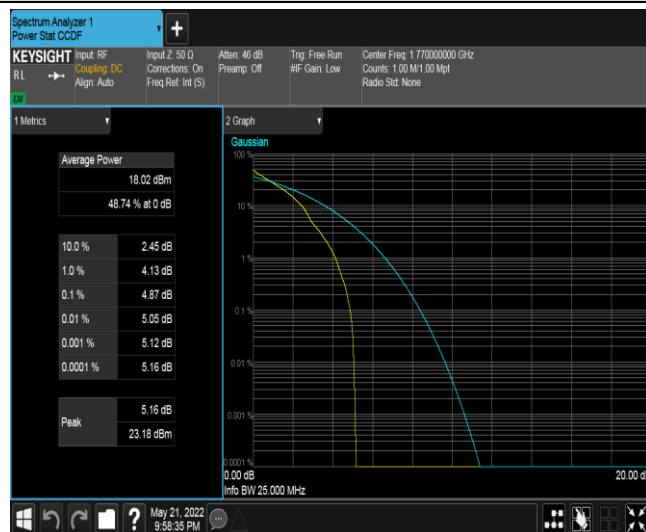 Spectrum Analyzer 1
Power Stat CCDF
KEYSIGHT
RL
Input: RF
Coupling: DC
Align: Auto
Input Z: 50 Ω
Corrections: On
Freq Ref: Int (S)
Atten: 46 dB
Preamp: Off
Trig: Free Run
#IF Gain: Low
Center Freq: 1.770000000 GHz
Counts: 1.00 M/1.00 Mpt
Radio Std: None
1 Metrics
Average Power
18.02 dBm
48.74 % at 0 dB
10.0 % 2.45 dB
1.0 % 4.13 dB
0.1 % 4.87 dB
0.01 % 5.05 dB
0.001 % 5.12 dB
0.0001 % 5.16 dB
Peak
5.16 dB
23.18 dBm
2 Graph
Gaussian
100 %
10 %
1 %
0.1 %
0.01 %
0.001 %
0.0001 %
0.00 dB
20.00 d
Info BW 25.000 MHz
May 21, 2022
9:58:35 PM